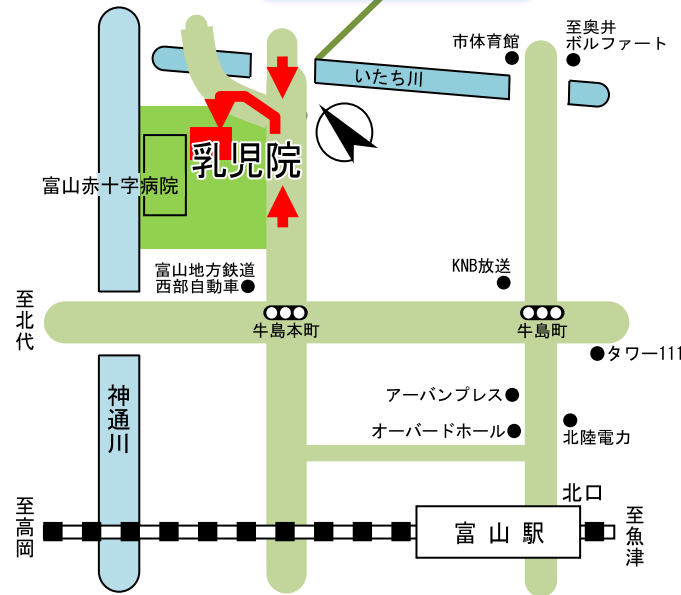 市体育館
至奥井
ボルファート
いたち川
乳児院
富山赤十字病院
富山地方鉄道
西部自動車
KNB放送
至北代
牛島本町
牛島町
タワー111
アーバンプレス
オーバードホール
北陸電力
神通川
北口
至高岡
富山駅
至魚津